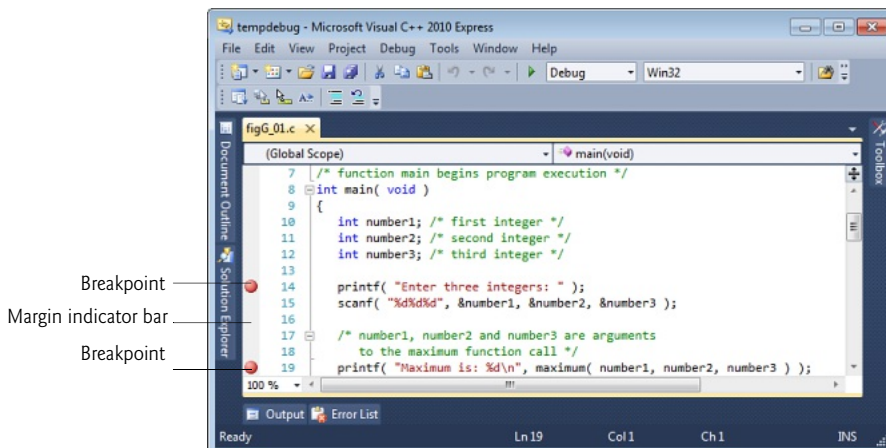 tempdebug - Microsoft Visual C++ 2010 Express
File Edit View Project Debug Tools Window Help
Debug Win32
figG_01.c
(Global Scope) main(void)
7 /* function main begins program execution */
8 int main( void )
9 {
10 int number1; /* first integer */
11 int number2; /* second integer */
12 int number3; /* third integer */
13
14 printf( "Enter three integers: " );
15 scanf( "%d%d%d", &number1, &number2, &number3 );
16
17 /* number1, number2 and number3 are arguments
18 to the maximum function call */
19 printf( "Maximum is: %d\n", maximum( number1, number2, number3 ) );
100 %
Output Error List
Ready Ln 19 Col 1 Ch 1 INS
Document Outline
Solution Explorer
Toolbox
Breakpoint
Margin indicator bar
Breakpoint